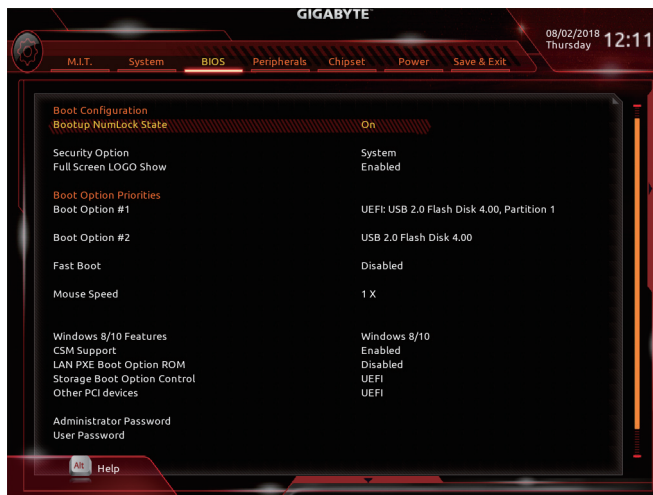 GIGABYTE™
08/02/2018 12:11
Thursday
M.I.T. System BIOS Peripherals Chipset Power Save & Exit
Boot Configuration
Bootup NumLock State On
Security Option System
Full Screen LOGO Show Enabled
Boot Option Priorities
Boot Option #1 UEFI: USB 2.0 Flash Disk 4.00, Partition 1
Boot Option #2 USB 2.0 Flash Disk 4.00
Fast Boot Disabled
Mouse Speed 1 X
Windows 8/10 Features Windows 8/10
CSM Support Enabled
LAN PXE Boot Option ROM Disabled
Storage Boot Option Control UEFI
Other PCI devices UEFI
Administrator Password
User Password
Alt Help